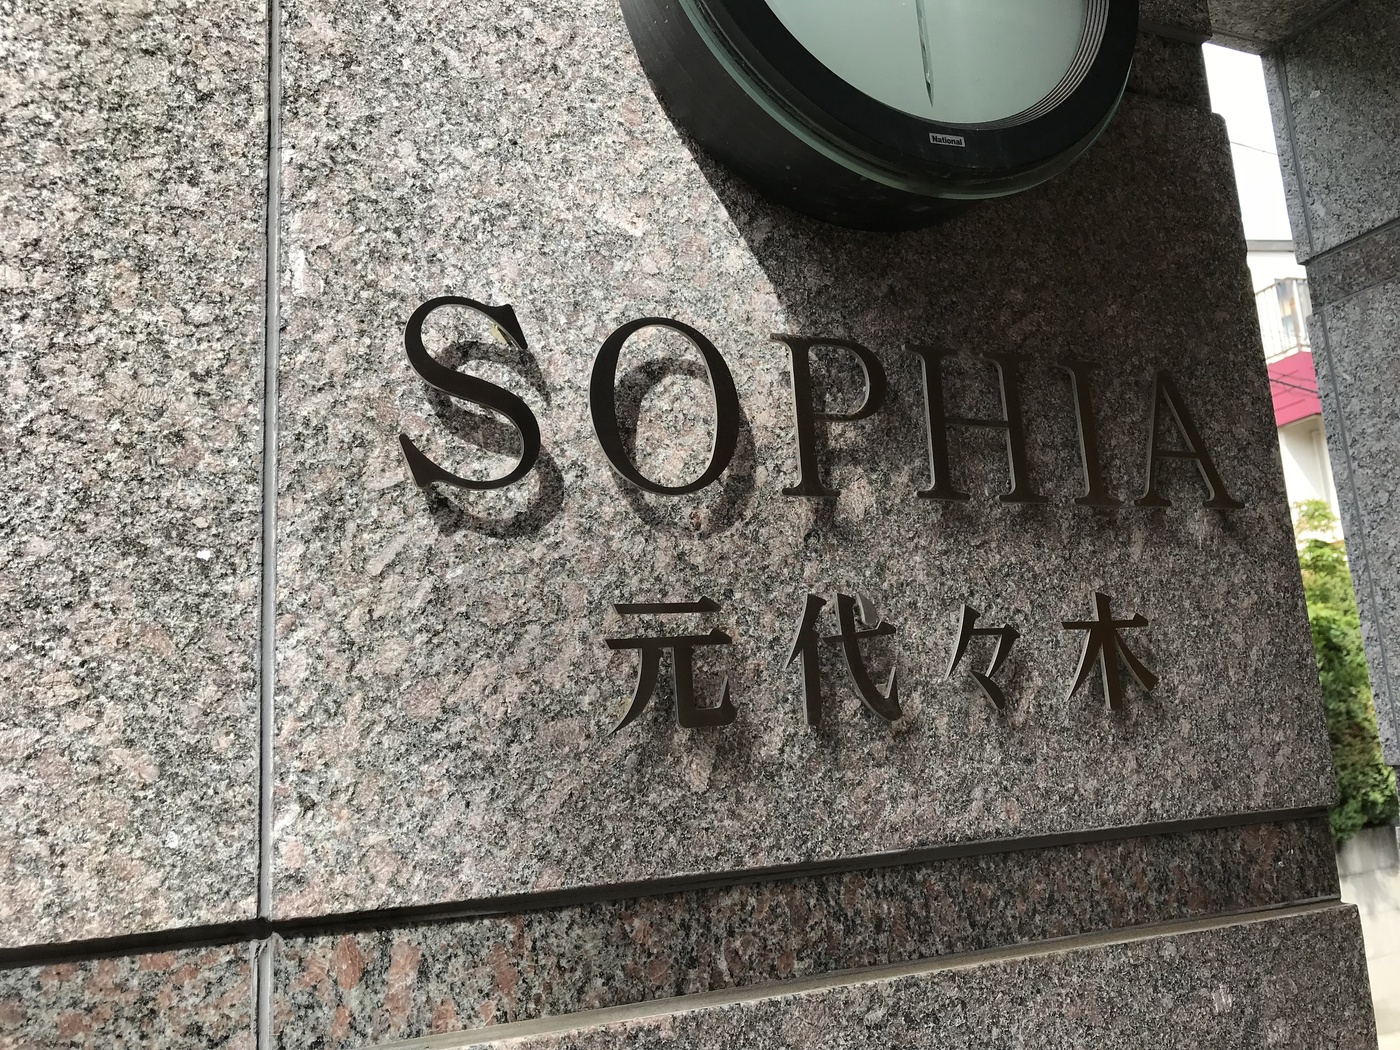 National
SOPHIA
元代々木